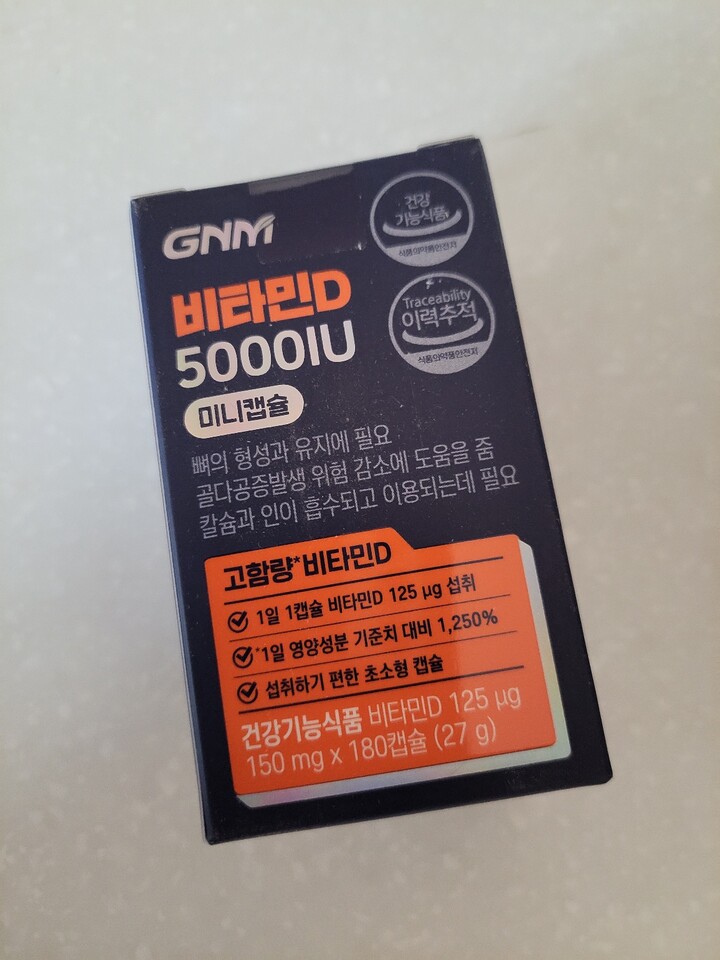 GNM
건강
기능식품
식품의약품안전처
비타민D
5000IU
Traceability
이력추적
식품의약품안전처
미니캡슐
뼈의 형성과 유지에 필요
골다공증발생 위험 감소에 도움을 줌
칼슘과 인이 흡수되고 이용되는데 필요
고함량*비타민D
1일 1캡슐 비타민D 125 μg 섭취
*1일 영양성분 기준치 대비 1,250%
섭취하기 편한 초소형 캡슐
건강기능식품 비타민D 125 μg
150 mg x 180캡슐 (27 g)